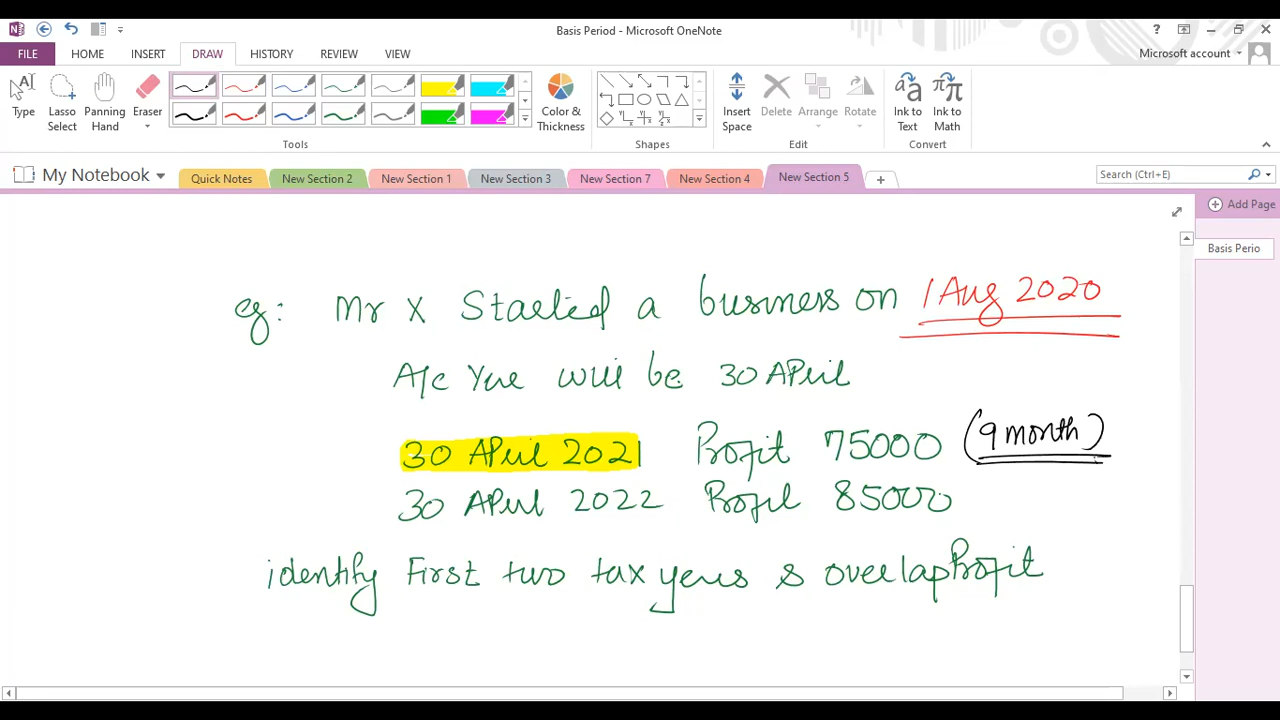 Basis Period - Microsoft OneNote
?
FILE HOME INSERT DRAW HISTORY REVIEW VIEW
Microsoft account
Type
Lasso Select
Panning Hand
Eraser
Color & Thickness
Insert Space
Delete
Arrange
Rotate
Ink to Text
Ink to Math
Tools
Shapes
Edit
Convert
My Notebook
Quick Notes
New Section 2
New Section 1
New Section 3
New Section 7
New Section 4
New Section 5
Search (Ctrl+E)
Add Page
Basis Perio
eg: Mr X Started a business on 1 Aug 2020
A/c Yre will be 30 APril
30 APril 2021 Profit 75000 (9 month)
30 APril 2022 Profit 85000
identify First two tax yers & overlap Profit